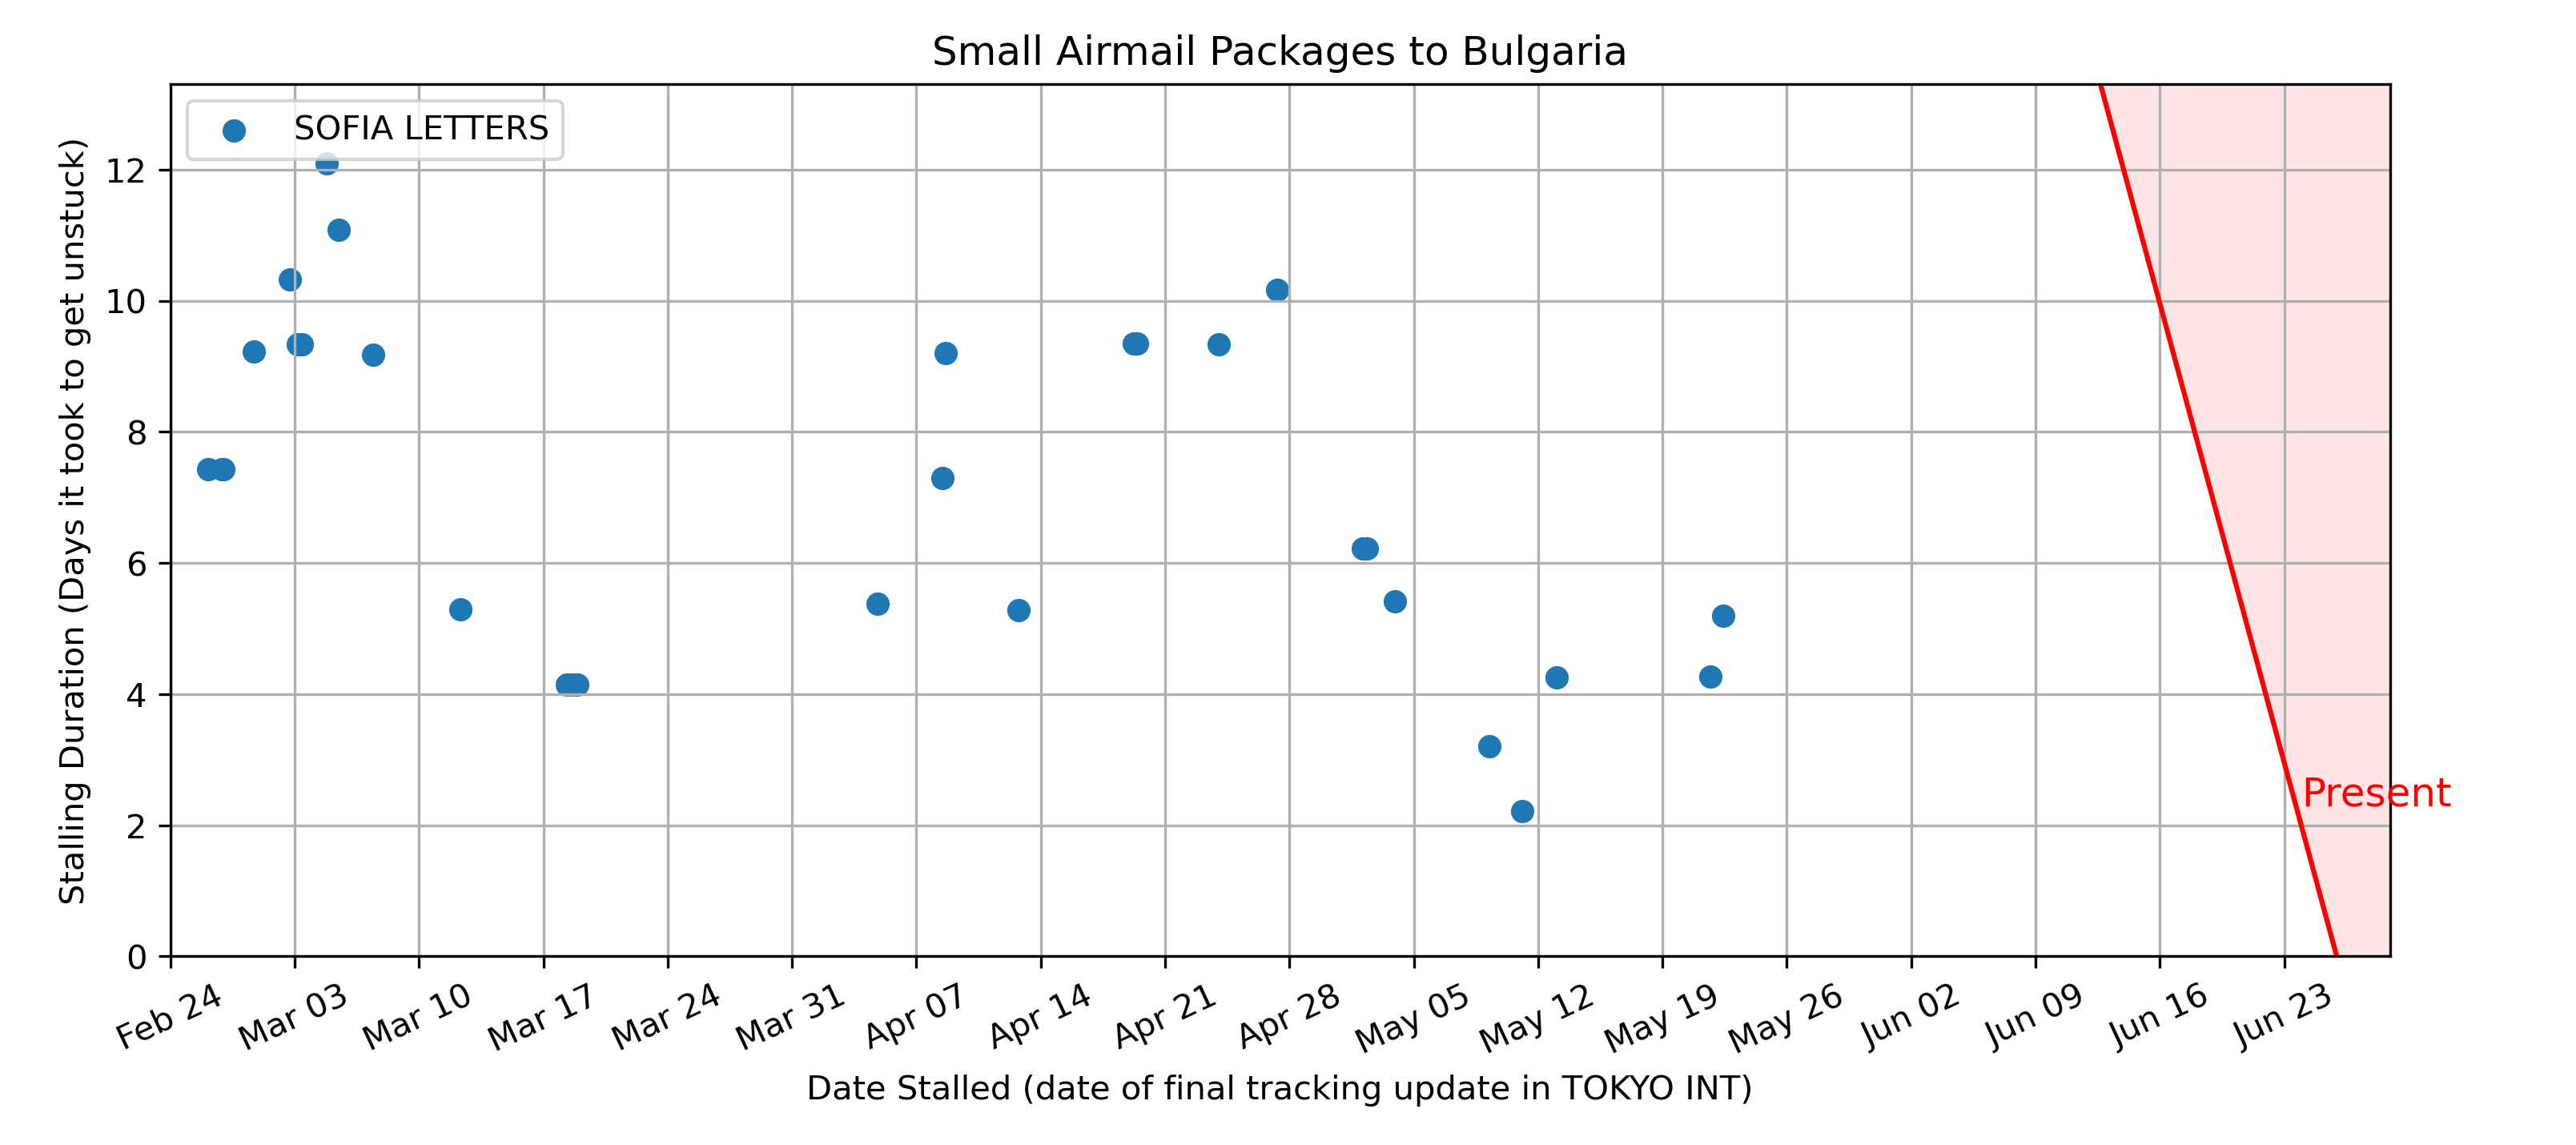 Small Airmail Packages to Bulgaria
SOFIA LETTERS
Stalling Duration (Days it took to get unstuck)
12
10
8
6
4
2
0
Present
Feb 24
Mar 03
Mar 10
Mar 17
Mar 24
Mar 31
Apr 07
Apr 14
Apr 21
Apr 28
May 05
May 12
May 19
May 26
Jun 02
Jun 09
Jun 16
Jun 23
Date Stalled (date of final tracking update in TOKYO INT)